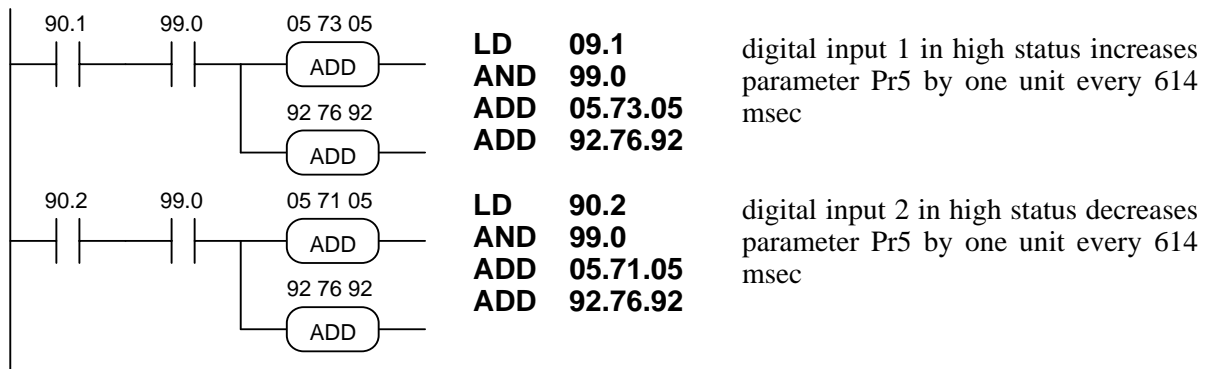 90.1 99.0 05 73 05
ADD
92 76 92
ADD
LD 09.1
AND 99.0
ADD 05.73.05
ADD 92.76.92
digital input 1 in high status increases
parameter Pr5 by one unit every 614
msec
90.2 99.0 05 71 05
ADD
92 76 92
ADD
LD 90.2
AND 99.0
ADD 05.71.05
ADD 92.76.92
digital input 2 in high status decreases
parameter Pr5 by one unit every 614
msec